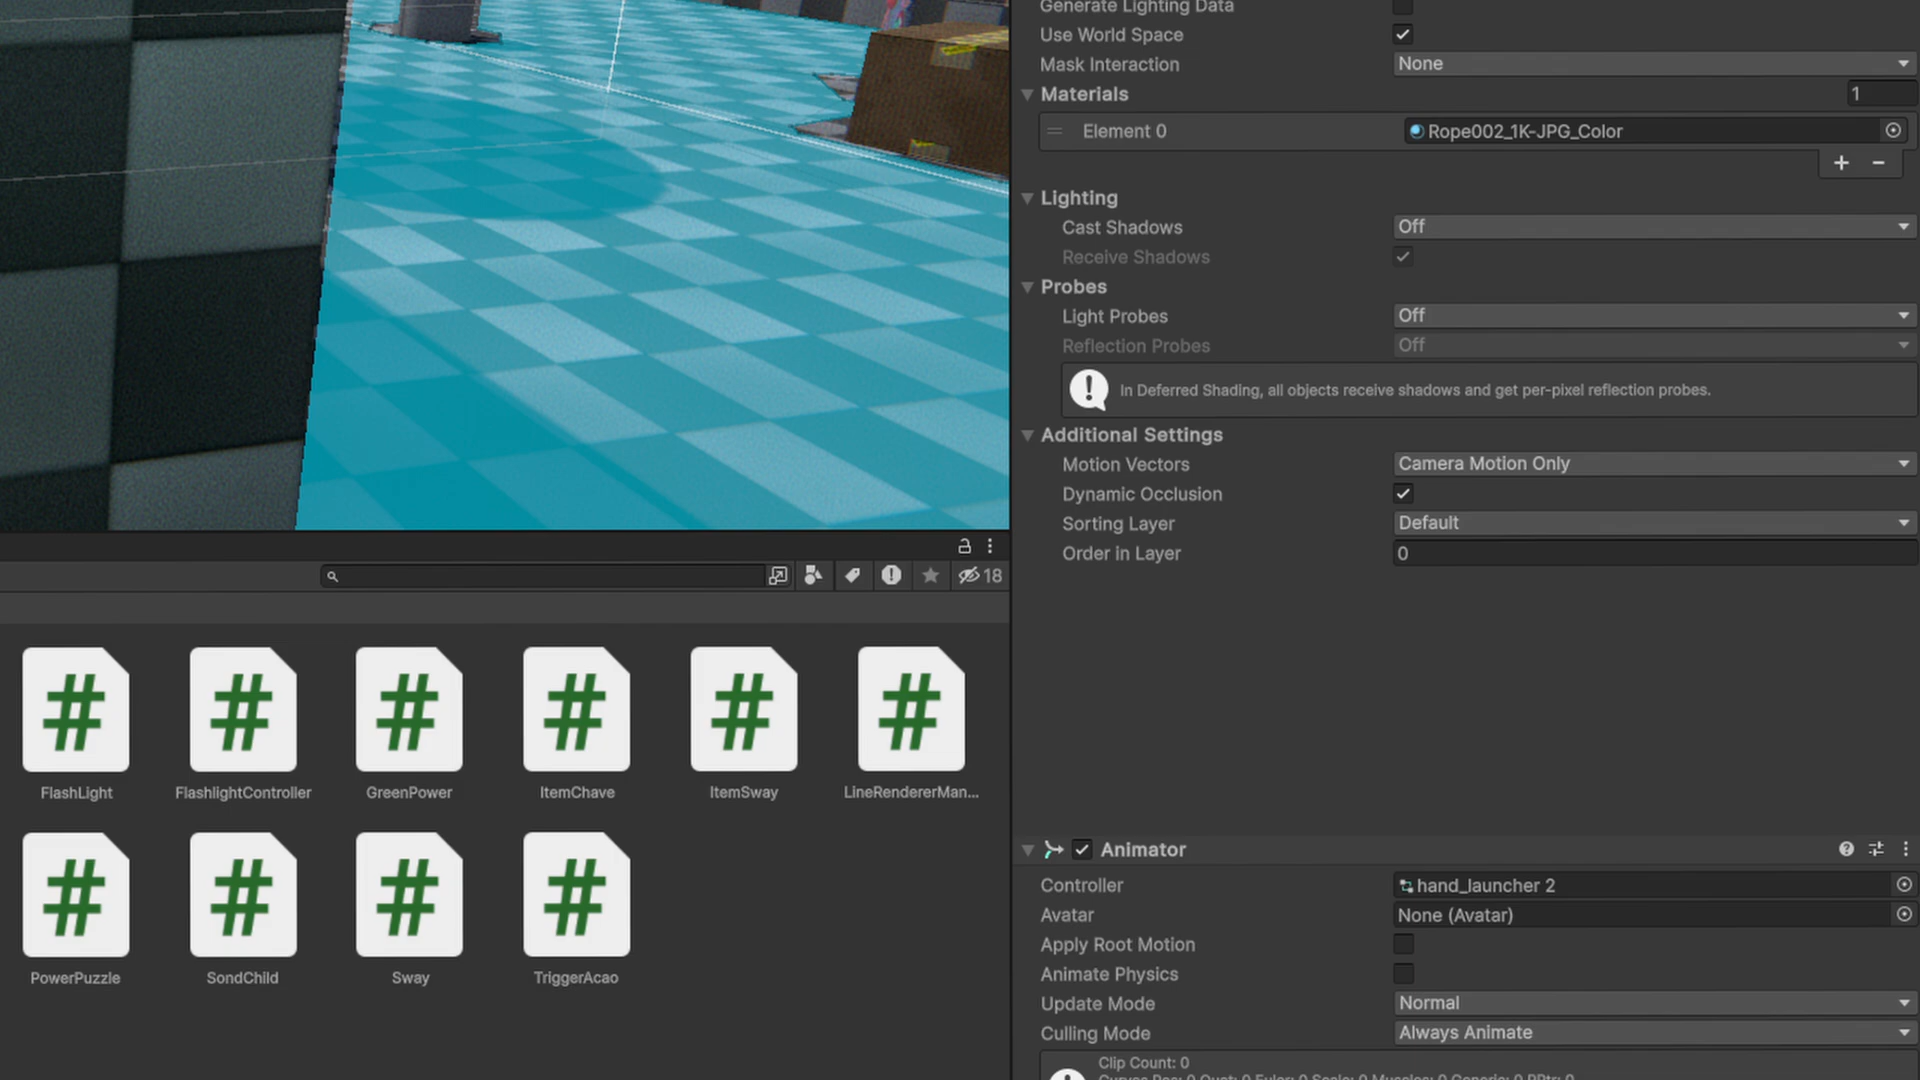 Generate Lighting Data
Use World Space
Mask Interaction None
Materials 1
Element 0 Rope002_1K-JPG_Color
+ -
Lighting
Cast Shadows Off
Receive Shadows
Probes
Light Probes Off
Reflection Probes Off
In Deferred Shading, all objects receive shadows and get per-pixel reflection probes.
Additional Settings
Motion Vectors Camera Motion Only
Dynamic Occlusion
Sorting Layer Default
Order in Layer 0
18
FlashLight FlashlightController GreenPower ItemChave ItemSway LineRendererMan...
PowerPuzzle SondChild Sway TriggerAcao
Animator
Controller hand_launcher 2
Avatar None (Avatar)
Apply Root Motion
Animate Physics
Update Mode Normal
Culling Mode Always Animate
Clip Count: 0